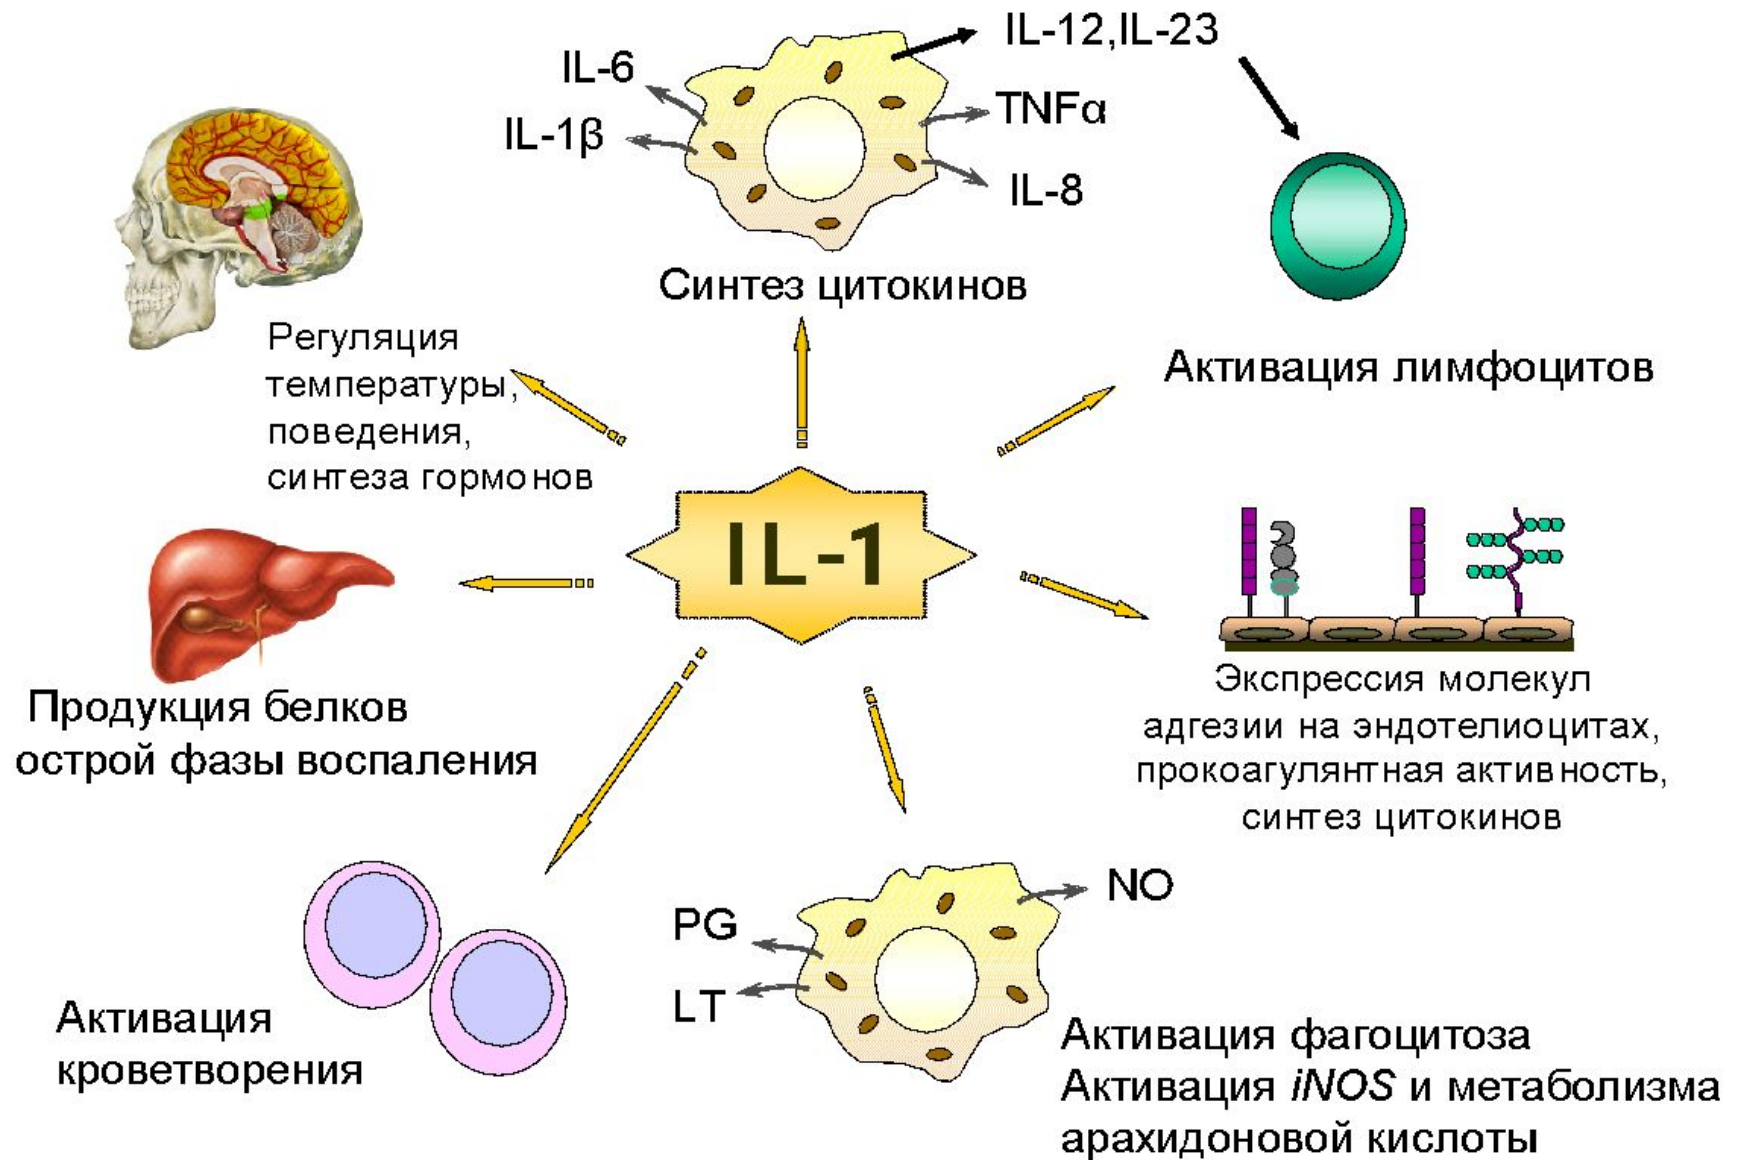 IL-12,IL-23
IL-6
TNFα
IL-1β
IL-8
Синтез цитокинов
Регуляция
температуры,
поведения,
синтеза гормонов
Активация лимфоцитов
IL-1
Продукция белков
острой фазы воспаления
Экспрессия молекул
адгезии на эндотелиоцитах,
прокоагулянтная активность,
синтез цитокинов
Активация
кроветворения
PG
LT
NO
Активация фагоцитоза
Активация iNOS и метаболизма
арахидоновой кислоты